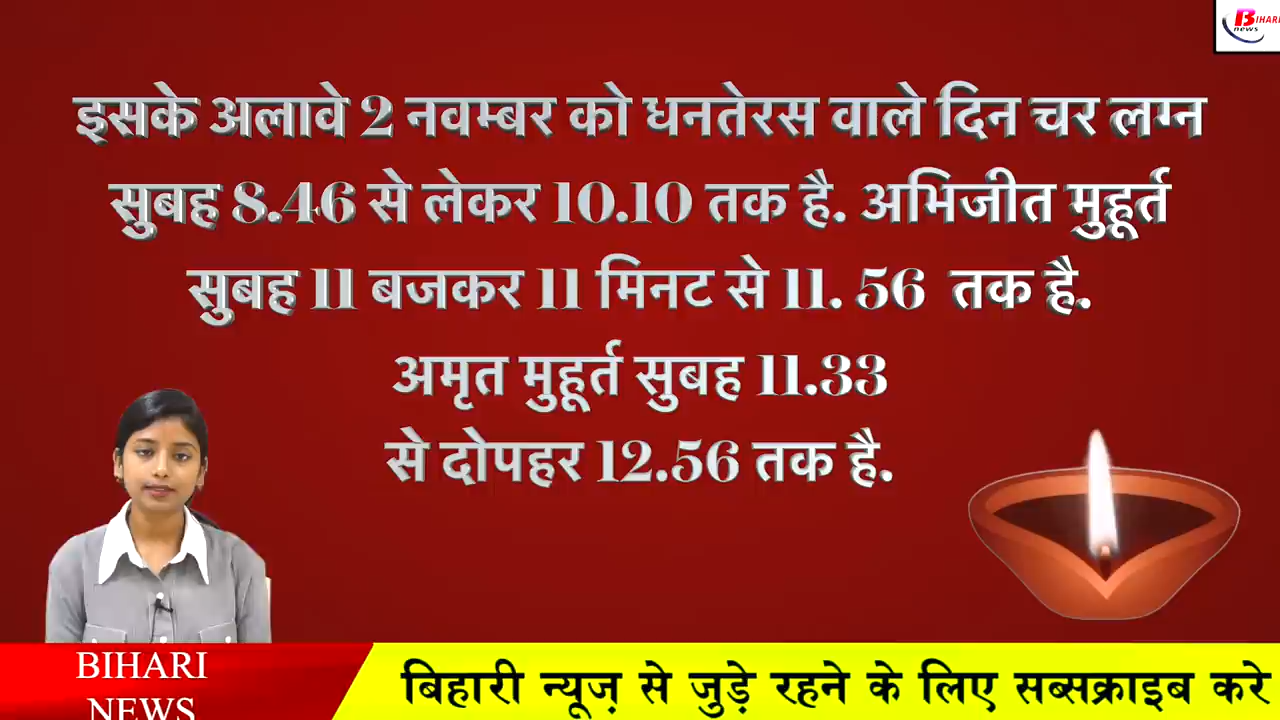 BIHARI
news
इसके अलावे 2 नवम्बर को धनतेरस वाले दिन चर लग्न
सुबह 8.46 से लेकर 10.10 तक है. अभिजीत मुहूर्त
सुबह 11 बजकर 11 मिनट से 11. 56 तक है.
अमृत मुहूर्त सुबह 11.33
से दोपहर 12.56 तक है.
BIHARI
NEWS
बिहारी न्यूज़ से जुड़े रहने के लिए सब्सक्राइब करे